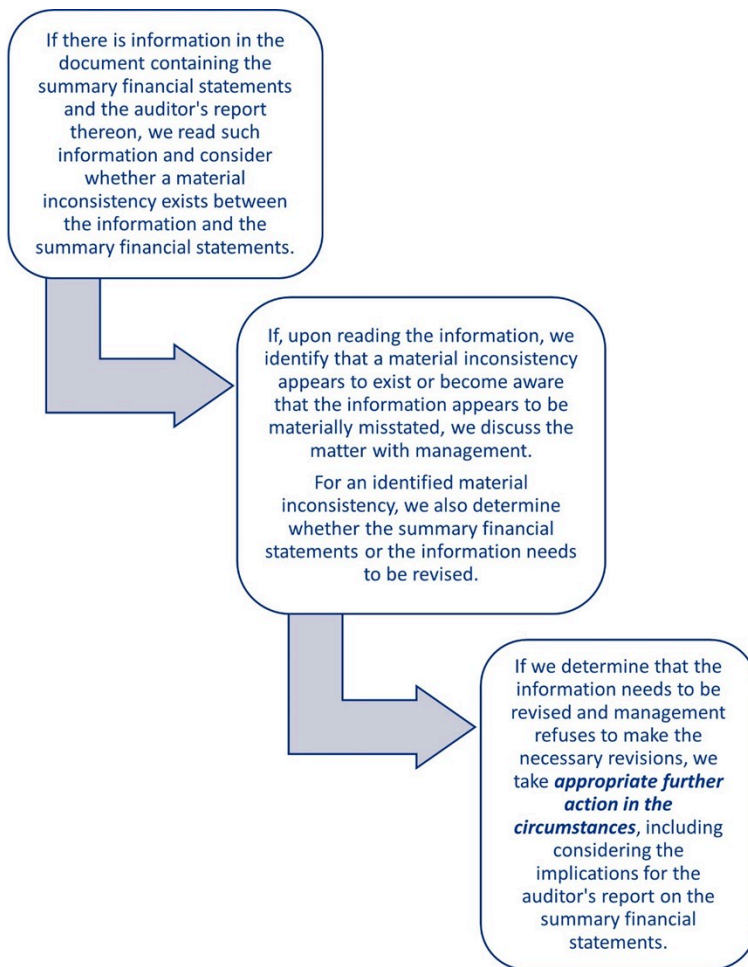 If there is information in the
document containing the
summary financial statements
and the auditor's report
thereon, we read such
information and consider
whether a material
inconsistency exists between
the information and the
summary financial statements.
If, upon reading the information, we
identify that a material inconsistency
appears to exist or become aware
that the information appears to be
materially misstated, we discuss the
matter with management.
For an identified material
inconsistency, we also determine
whether the summary financial
statements or the information needs
to be revised.
If we determine that the
information needs to be
revised and management
refuses to make the
necessary revisions, we
take appropriate further
action in the
circumstances, including
considering the
implications for the
auditor's report on the
summary financial
statements.